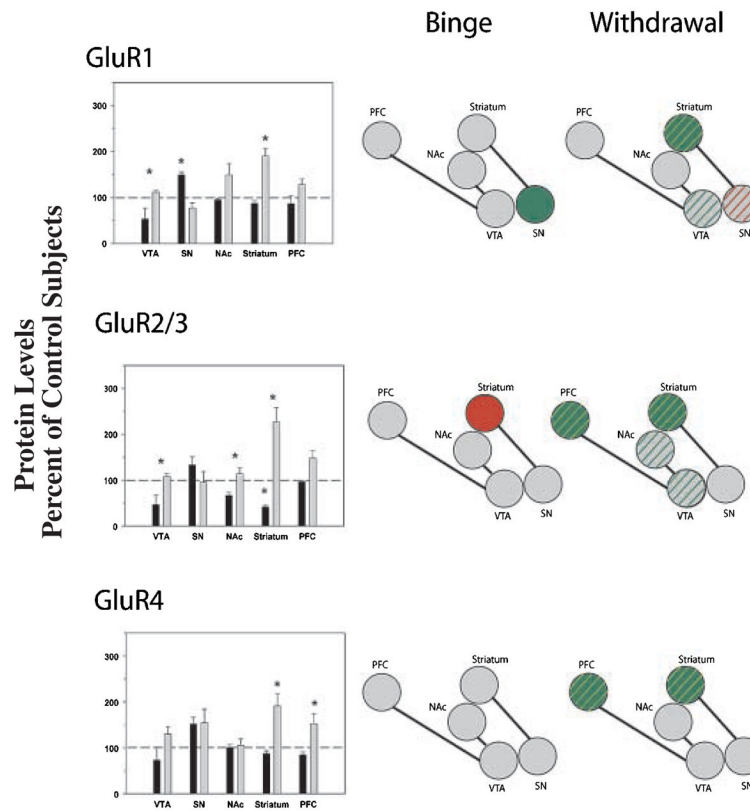 Binge
Withdrawal
Protein Levels
Percent of Control Subjects
GluR1
300
200
100
0
*
*
*
VTA SN NAc Striatum PFC
PFC
Striatum
NAc
VTA
SN
PFC
Striatum
NAc
VTA
SN
GluR2/3
300
200
100
0
*
*
*
*
VTA SN NAc Striatum PFC
PFC
Striatum
NAc
VTA
SN
PFC
Striatum
NAc
VTA
SN
GluR4
300
200
100
0
*
*
VTA SN NAc Striatum PFC
PFC
Striatum
NAc
VTA
SN
PFC
Striatum
NAc
VTA
SN